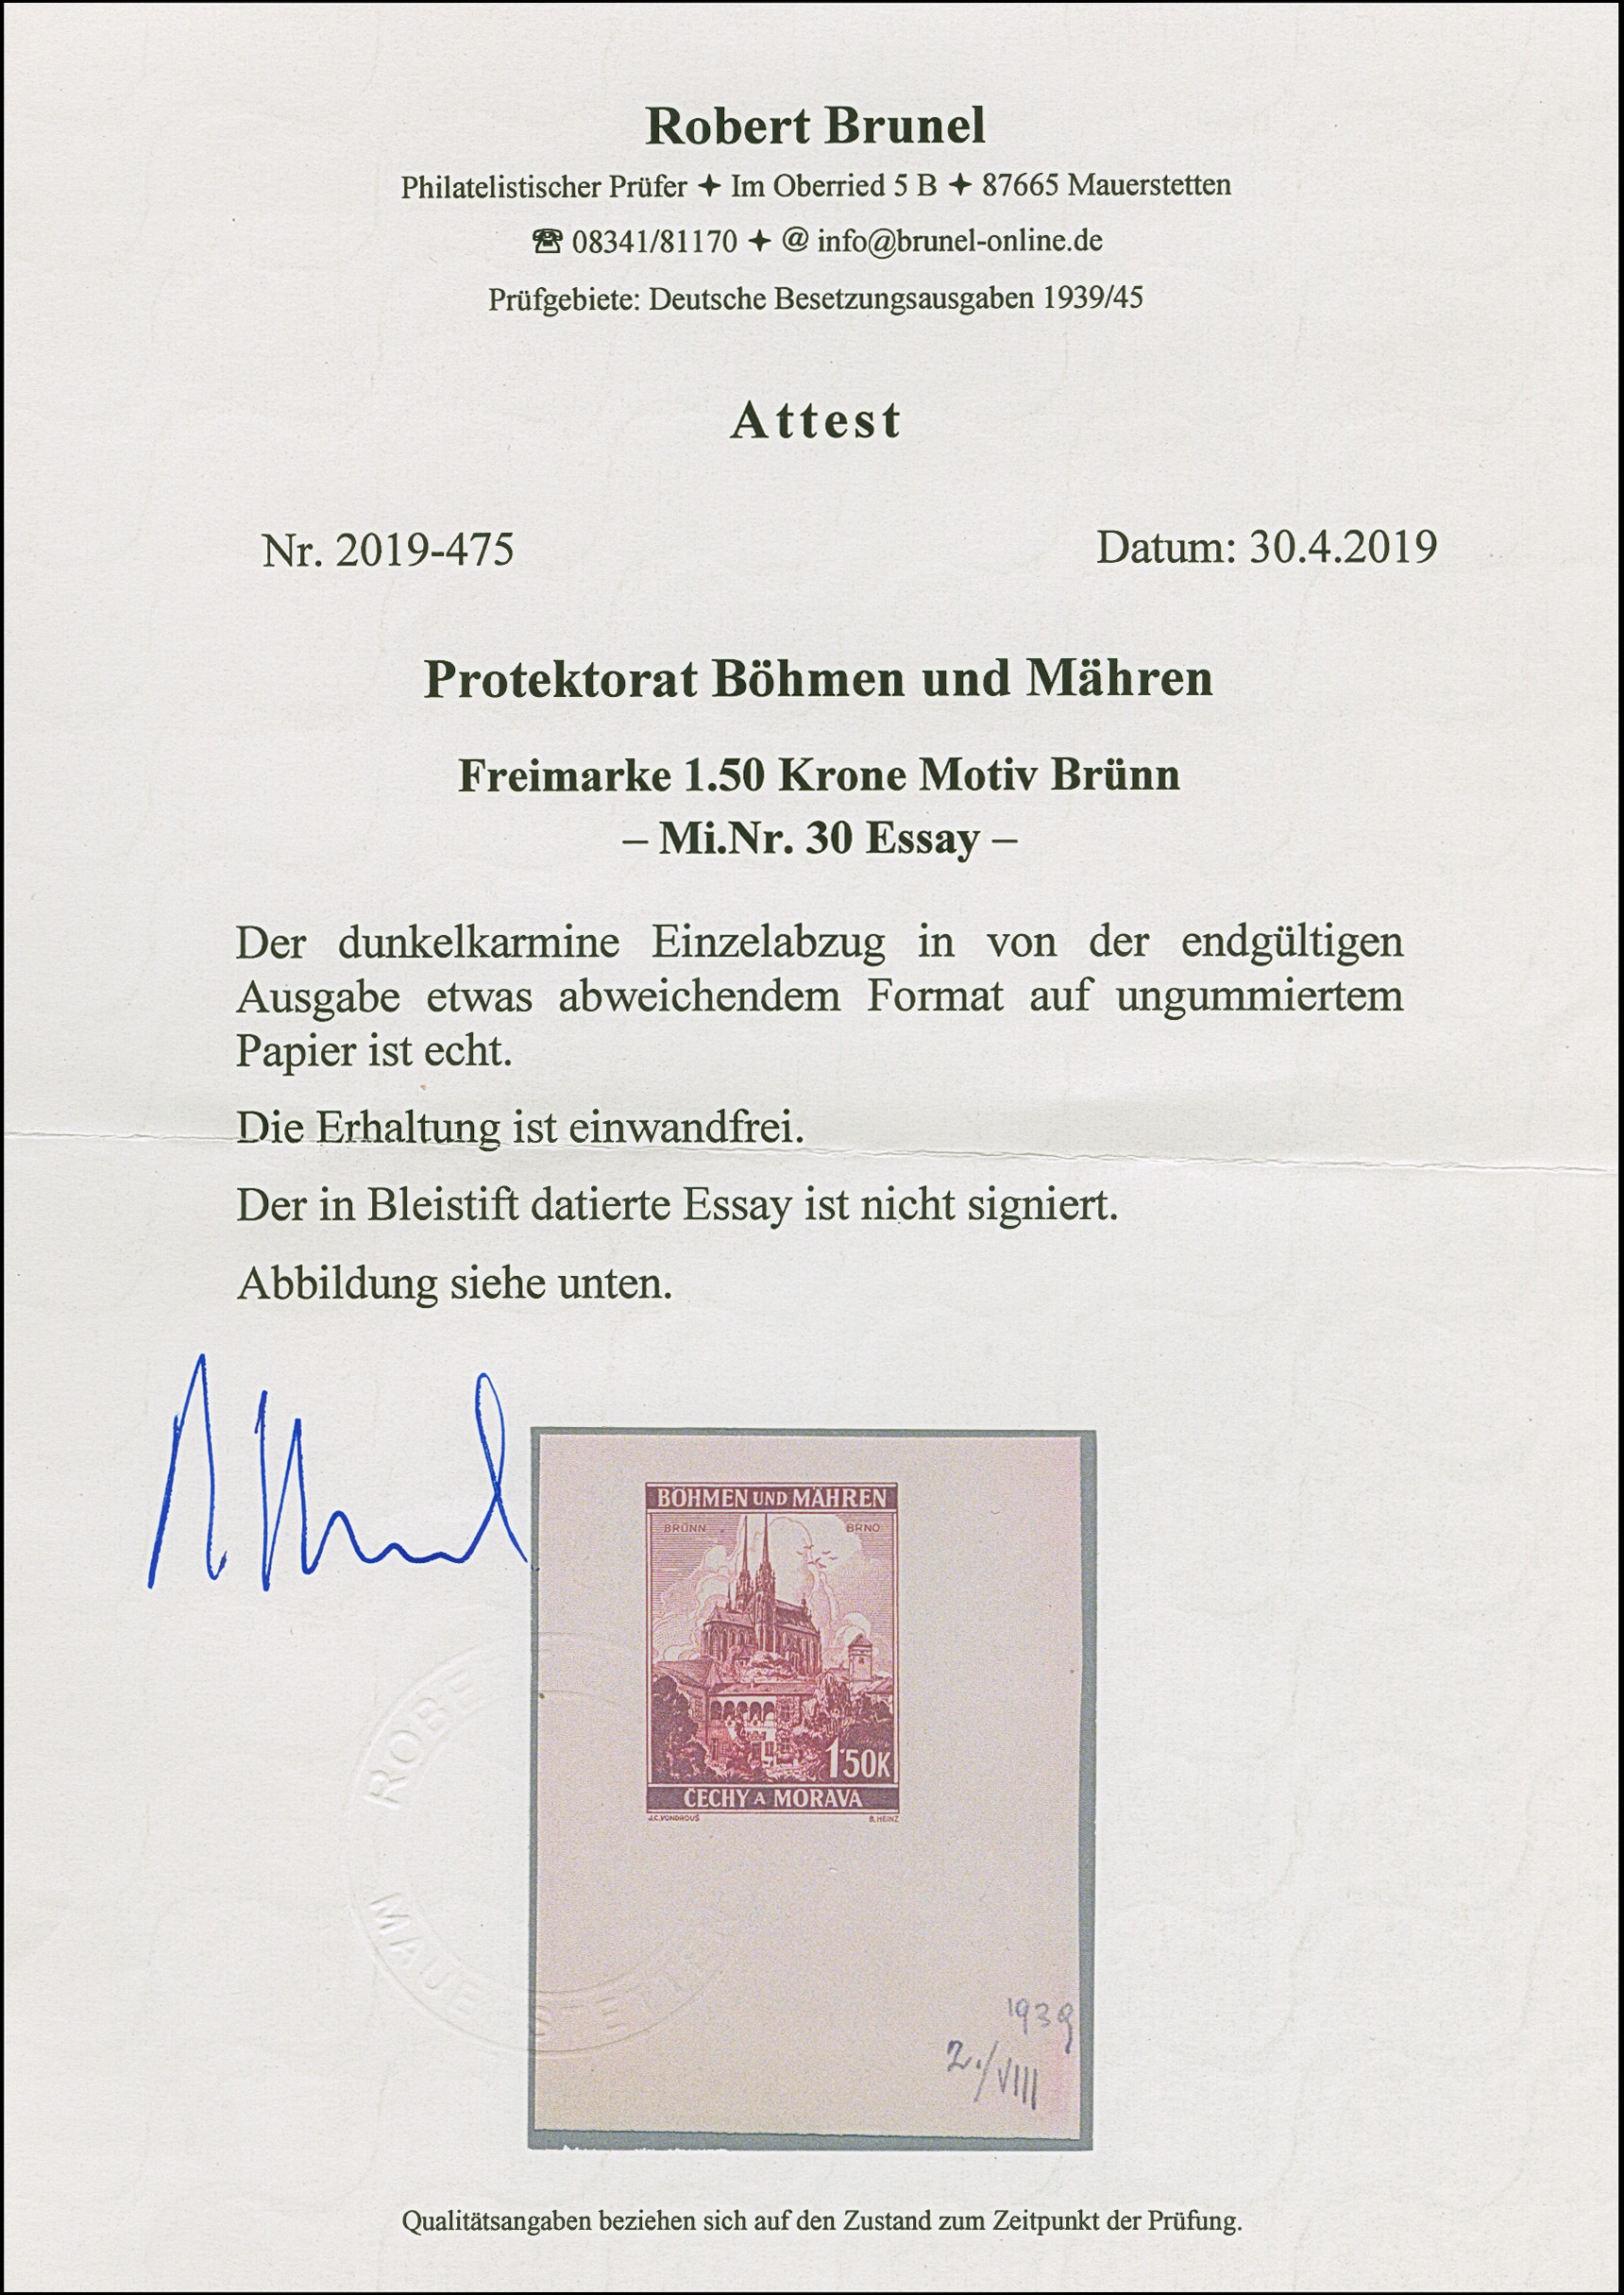 Robert Brunel
Philatelistischer Prüfer ✦ Im Oberried 5 B ✦ 87665 Mauerstetten
☎ 08341/81170 ✦ @ info@brunel-online.de
Prüfgebiete: Deutsche Besetzungsausgaben 1939/45
Attest
Nr. 2019-475 Datum: 30.4.2019
Protektorat Böhmen und Mähren
Freimarke 1.50 Krone Motiv Brünn
– Mi.Nr. 30 Essay –
Der dunkelkarmine Einzelabzug in von der endgültigen
Ausgabe etwas abweichendem Format auf ungummiertem
Papier ist echt.
Die Erhaltung ist einwandfrei.
Der in Bleistift datierte Essay ist nicht signiert.
Abbildung siehe unten.
BÖHMEN UND MÄHREN
BRÜNN BRNO
1.50K
ČECHY A MORAVA
J.C.VONDROUŠ B.HEINZ
ROBE
MAUE STETTE
1939
2./VIII
Qualitätsangaben beziehen sich auf den Zustand zum Zeitpunkt der Prüfung.